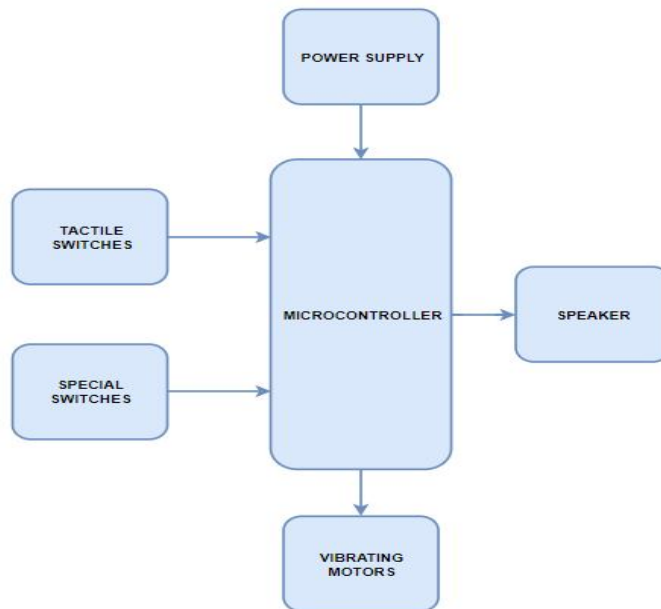 POWER SUPPLY
TACTILE
SWITCHES
MICROCONTROLLER
SPEAKER
SPECIAL
SWITCHES
VIBRATING
MOTORS